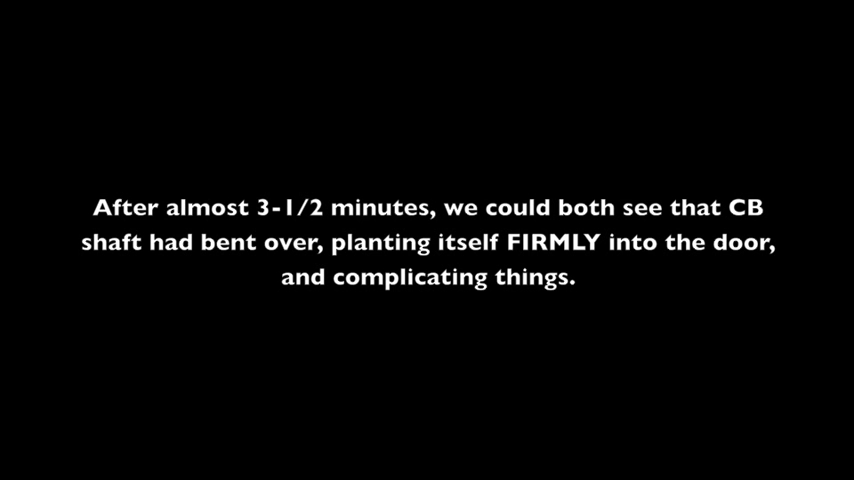 After almost 3-1/2 minutes, we could both see that CB
shaft had bent over, planting itself FIRMLY into the door,
and complicating things.